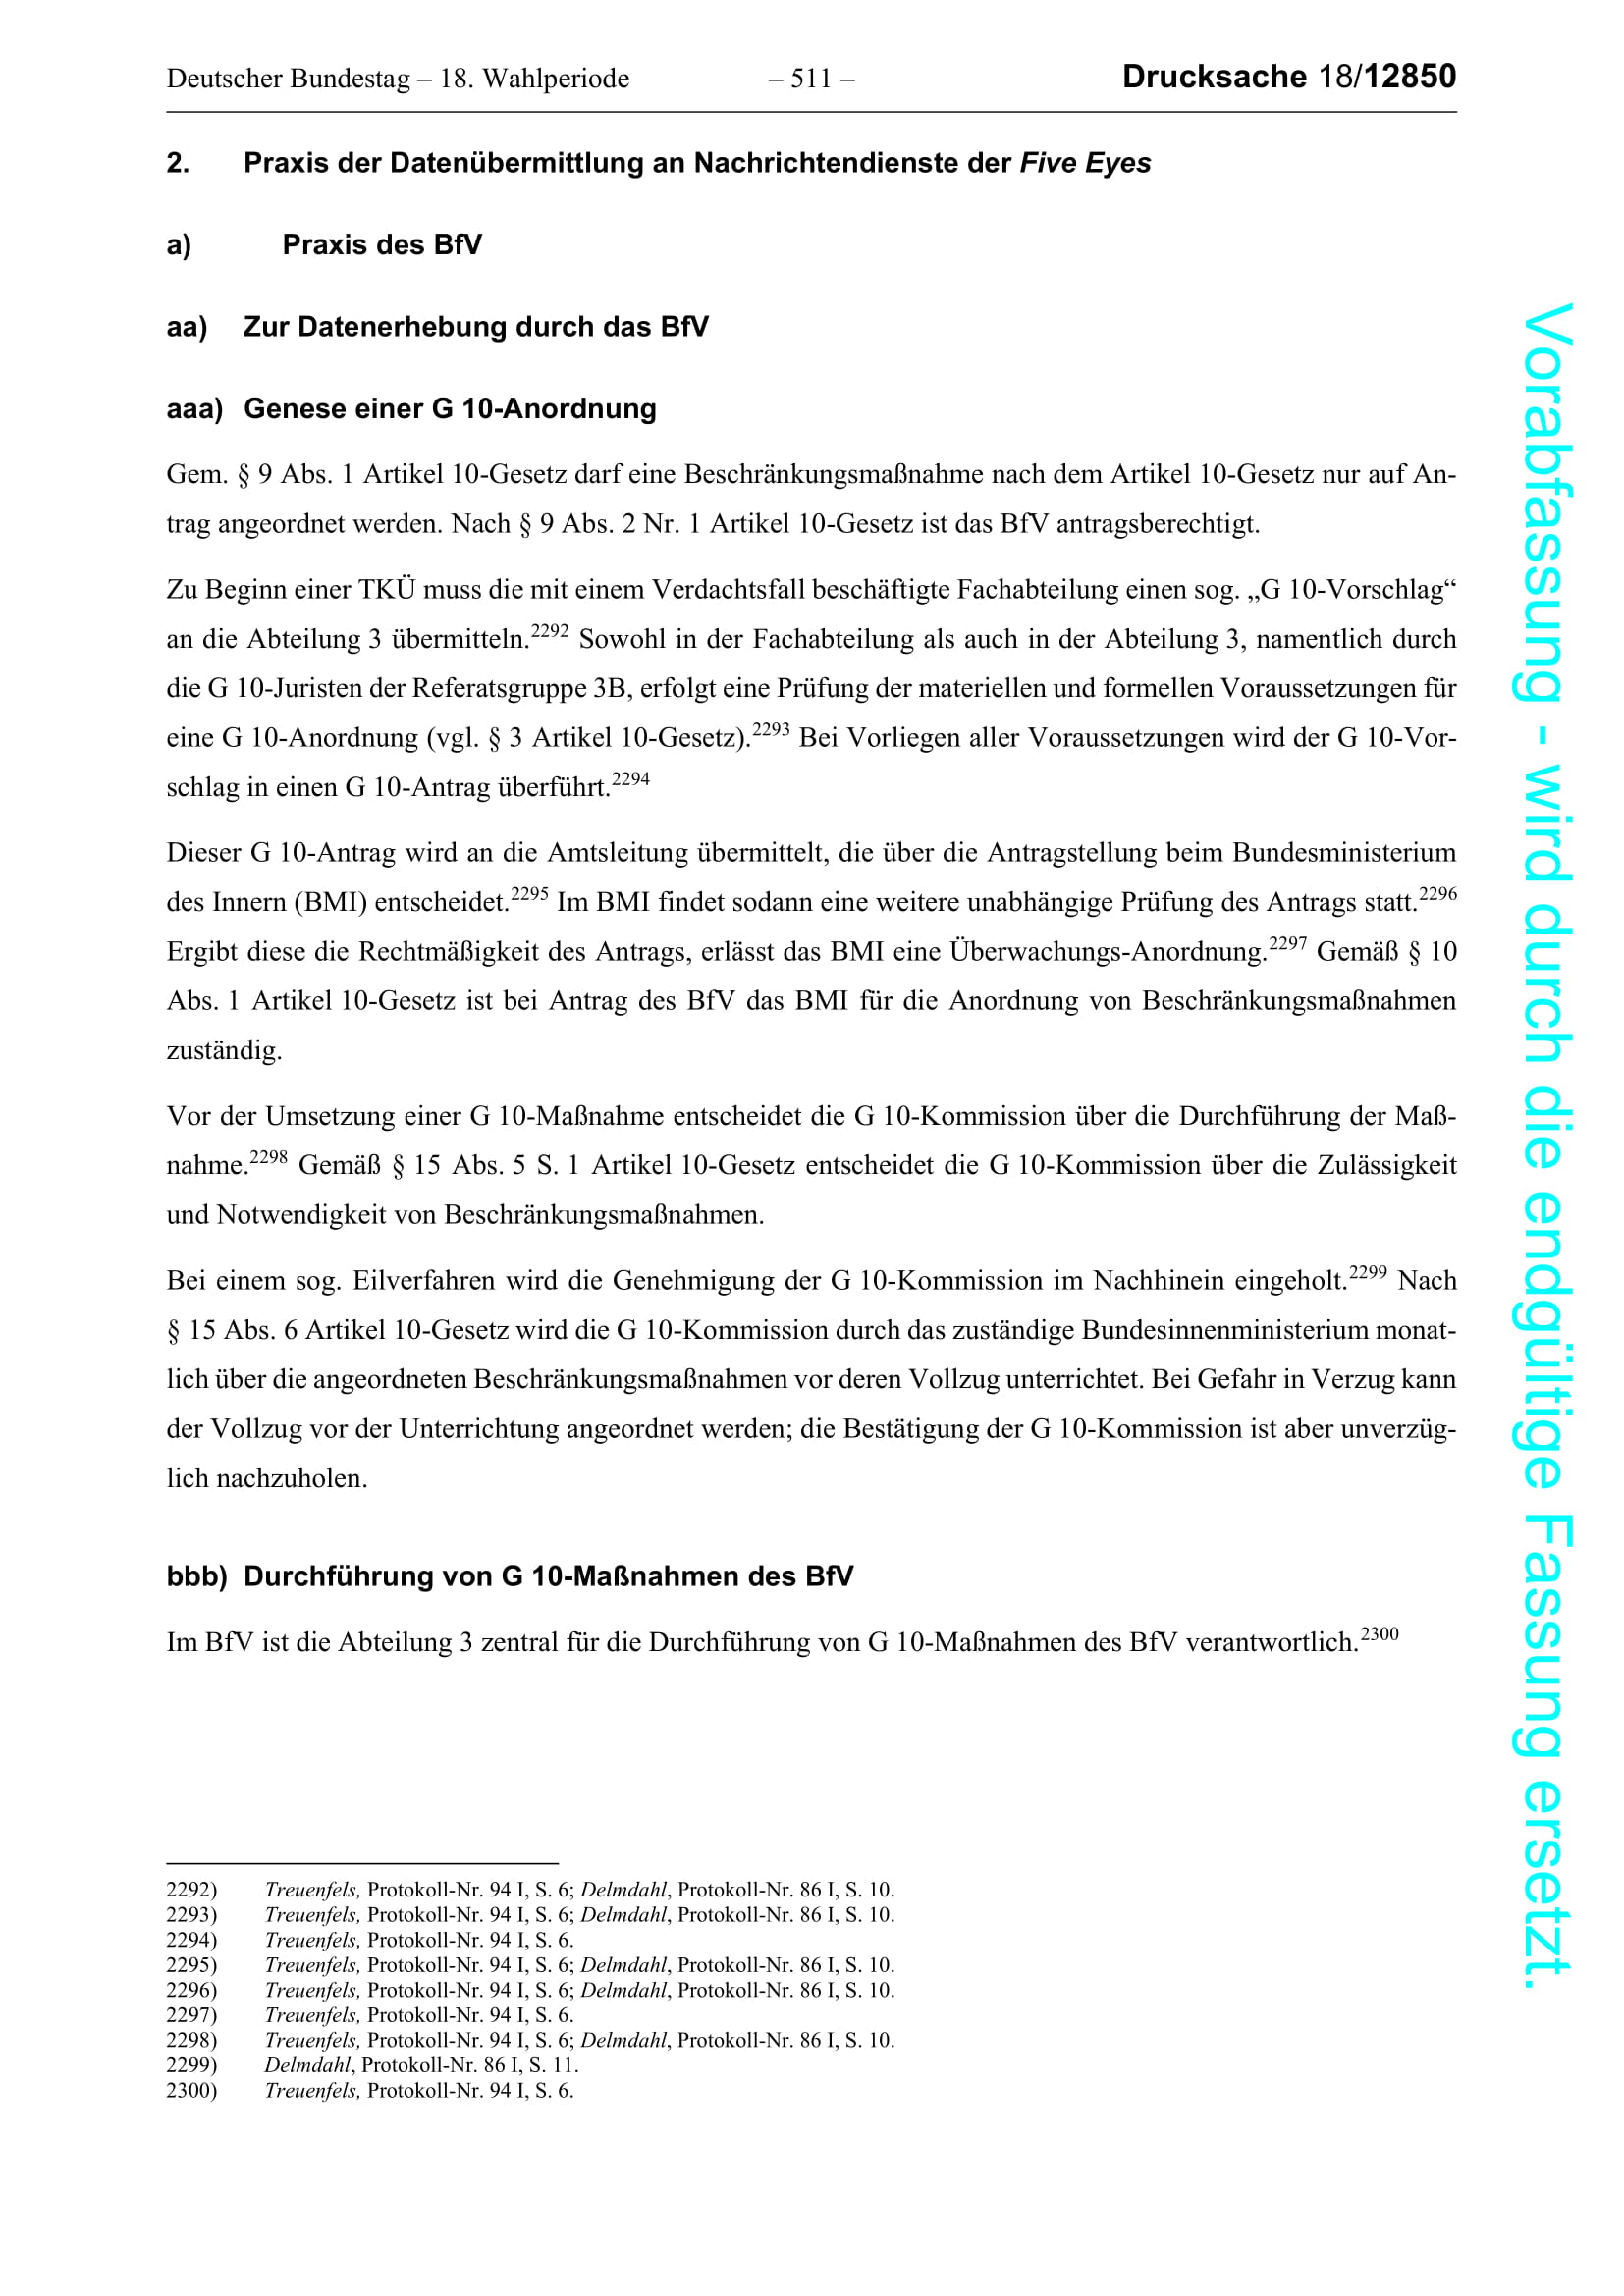 Deutscher Bundestag – 18. Wahlperiode – 511 – Drucksache 18/12850
2. Praxis der Datenübermittlung an Nachrichtendienste der Five Eyes
a) Praxis des BfV
aa) Zur Datenerhebung durch das BfV
aaa) Genese einer G 10-Anordnung
Gem. § 9 Abs. 1 Artikel 10-Gesetz darf eine Beschränkungsmaßnahme nach dem Artikel 10-Gesetz nur auf An-
trag angeordnet werden. Nach § 9 Abs. 2 Nr. 1 Artikel 10-Gesetz ist das BfV antragsberechtigt.
Zu Beginn einer TKÜ muss die mit einem Verdachtsfall beschäftigte Fachabteilung einen sog. „G 10-Vorschlag“
an die Abteilung 3 übermitteln.2292 Sowohl in der Fachabteilung als auch in der Abteilung 3, namentlich durch
die G 10-Juristen der Referatsgruppe 3B, erfolgt eine Prüfung der materiellen und formellen Voraussetzungen für
eine G 10-Anordnung (vgl. § 3 Artikel 10-Gesetz).2293 Bei Vorliegen aller Voraussetzungen wird der G 10-Vor-
schlag in einen G 10-Antrag überführt.2294
Dieser G 10-Antrag wird an die Amtsleitung übermittelt, die über die Antragstellung beim Bundesministerium
des Innern (BMI) entscheidet.2295 Im BMI findet sodann eine weitere unabhängige Prüfung des Antrags statt.2296
Ergibt diese die Rechtmäßigkeit des Antrags, erlässt das BMI eine Überwachungs-Anordnung.2297 Gemäß § 10
Abs. 1 Artikel 10-Gesetz ist bei Antrag des BfV das BMI für die Anordnung von Beschränkungsmaßnahmen
zuständig.
Vor der Umsetzung einer G 10-Maßnahme entscheidet die G 10-Kommission über die Durchführung der Maß-
nahme.2298 Gemäß § 15 Abs. 5 S. 1 Artikel 10-Gesetz entscheidet die G 10-Kommission über die Zulässigkeit
und Notwendigkeit von Beschränkungsmaßnahmen.
Bei einem sog. Eilverfahren wird die Genehmigung der G 10-Kommission im Nachhinein eingeholt.2299 Nach
§ 15 Abs. 6 Artikel 10-Gesetz wird die G 10-Kommission durch das zuständige Bundesinnenministerium monat-
lich über die angeordneten Beschränkungsmaßnahmen vor deren Vollzug unterrichtet. Bei Gefahr in Verzug kann
der Vollzug vor der Unterrichtung angeordnet werden; die Bestätigung der G 10-Kommission ist aber unverzüg-
lich nachzuholen.
bbb) Durchführung von G 10-Maßnahmen des BfV
Im BfV ist die Abteilung 3 zentral für die Durchführung von G 10-Maßnahmen des BfV verantwortlich.2300
2292) Treuenfels, Protokoll-Nr. 94 I, S. 6; Delmdahl, Protokoll-Nr. 86 I, S. 10.
2293) Treuenfels, Protokoll-Nr. 94 I, S. 6; Delmdahl, Protokoll-Nr. 86 I, S. 10.
2294) Treuenfels, Protokoll-Nr. 94 I, S. 6.
2295) Treuenfels, Protokoll-Nr. 94 I, S. 6; Delmdahl, Protokoll-Nr. 86 I, S. 10.
2296) Treuenfels, Protokoll-Nr. 94 I, S. 6; Delmdahl, Protokoll-Nr. 86 I, S. 10.
2297) Treuenfels, Protokoll-Nr. 94 I, S. 6.
2298) Treuenfels, Protokoll-Nr. 94 I, S. 6; Delmdahl, Protokoll-Nr. 86 I, S. 10.
2299) Delmdahl, Protokoll-Nr. 86 I, S. 11.
2300) Treuenfels, Protokoll-Nr. 94 I, S. 6.
Vorabfassung - wird durch die endgültige Fassung ersetzt.